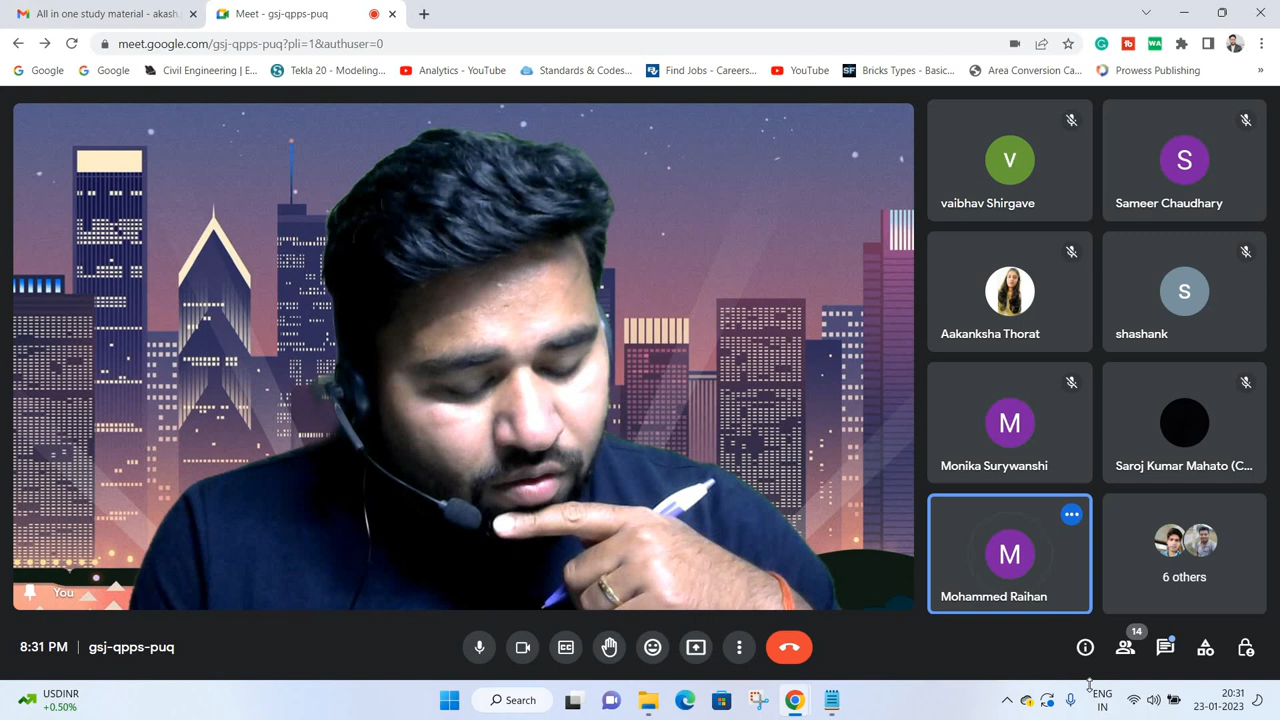 All in one study material - akash.
Meet - gsj-qpps-puq
meet.google.com/gsj-qpps-puq?pli=1&authuser=0
Google
Google
Civil Engineering | E...
Tekla 20 - Modeling...
Analytics - YouTube
Standards & Codes...
Find Jobs - Careers...
YouTube
Bricks Types - Basic...
Area Conversion Ca...
Prowess Publishing
»
V
vaibhav Shirgave
S
Sameer Chaudhary
Aakanksha Thorat
S
shashank
M
Monika Surywanshi
Saroj Kumar Mahato (C...
M
Mohammed Raihan
6 others
You
8:31 PM | gsj-qpps-puq
CC
14
USDINR
+0.50%
Search
ENG
IN
20:31
23-01-2023